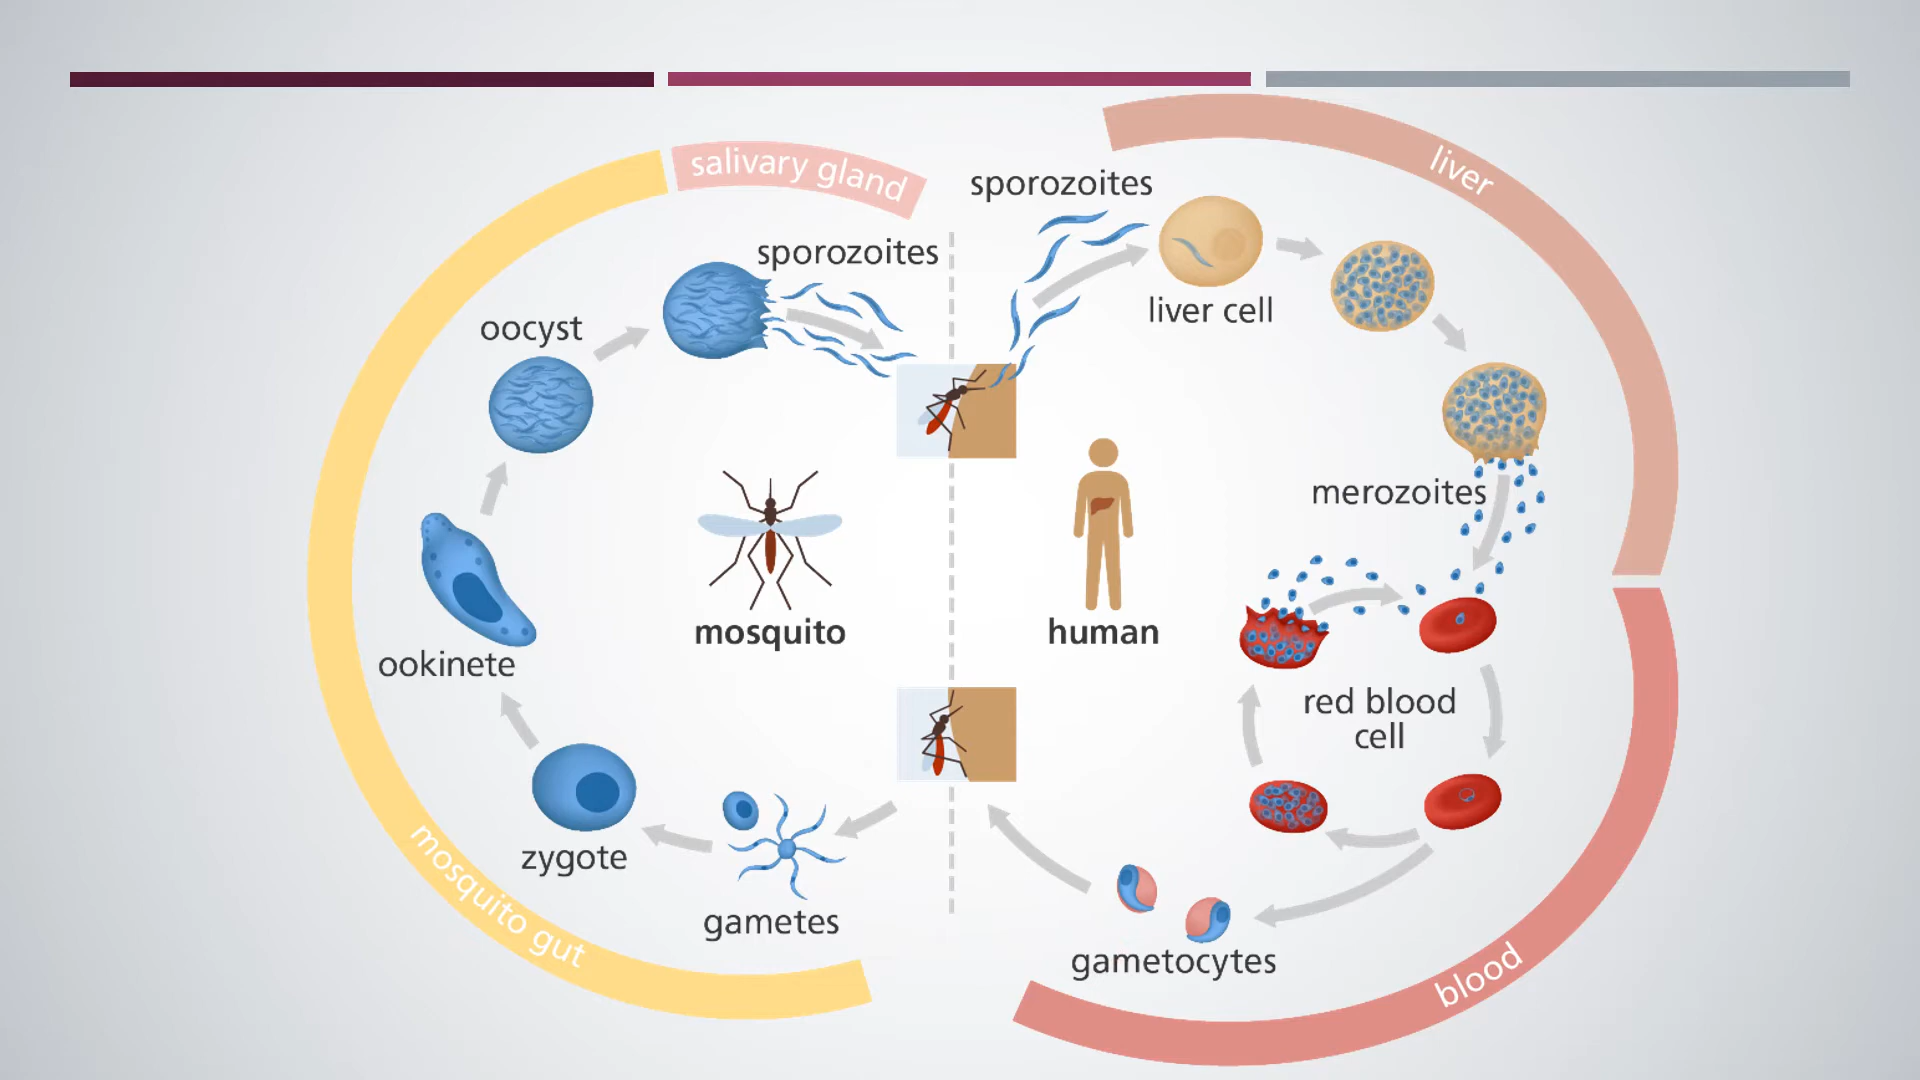 salivary gland
liver
sporozoites
sporozoites
liver cell
oocyst
merozoites
mosquito
human
ookinete
red blood
cell
zygote
gametes
gametocytes
mosquito gut
blood